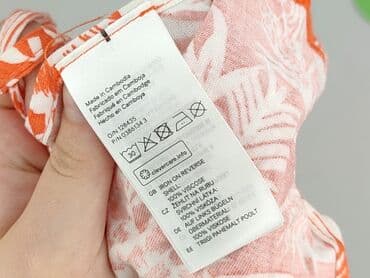 Made in Cambodia
Fabricado em Camboja
Fabriqué en Cambodge
Hecho en Camboya
O/N 128435
P/N 0386134 3
30
clevercare.info
GB IRON ON REVERSE
SHELL:
100% VISCOSE
CZ ŽEHLIT NA RUBU
SVRCHNÍ LÁTKA:
100% VISKÓZA
DE AUF LINKS BÜGELN
OBERMATERIAL:
100% VISKOSE
EE TRIIGI PAHEMALT POOLT